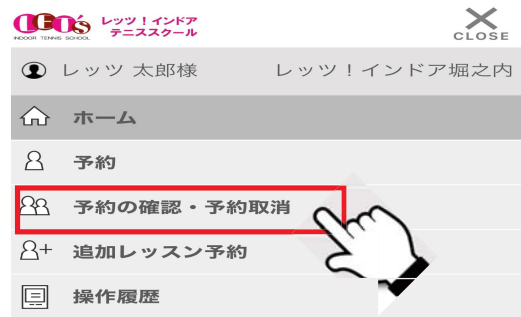 LEO's レッツ！インドア
INDOOR TENNIS SCHOOL テニススクール
CLOSE
レッツ 太郎様 レッツ！インドア堀之内
ホーム
予約
予約の確認・予約取消
追加レッスン予約
操作履歴